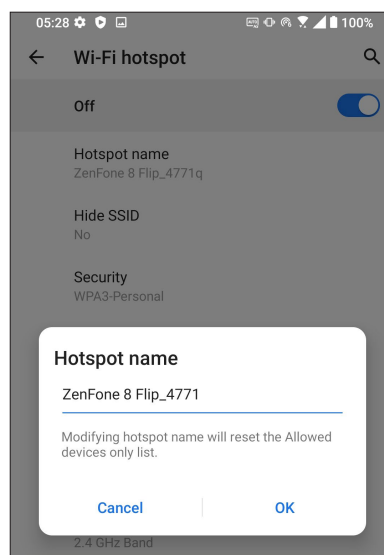 05:28
100%
Wi-Fi hotspot
Off
Hotspot name
ZenFone 8 Flip_4771q
Hide SSID
No
Security
WPA3-Personal
Hotspot name
ZenFone 8 Flip_4771
Modifying hotspot name will reset the Allowed
devices only list.
Cancel
OK
2.4 GHz Band